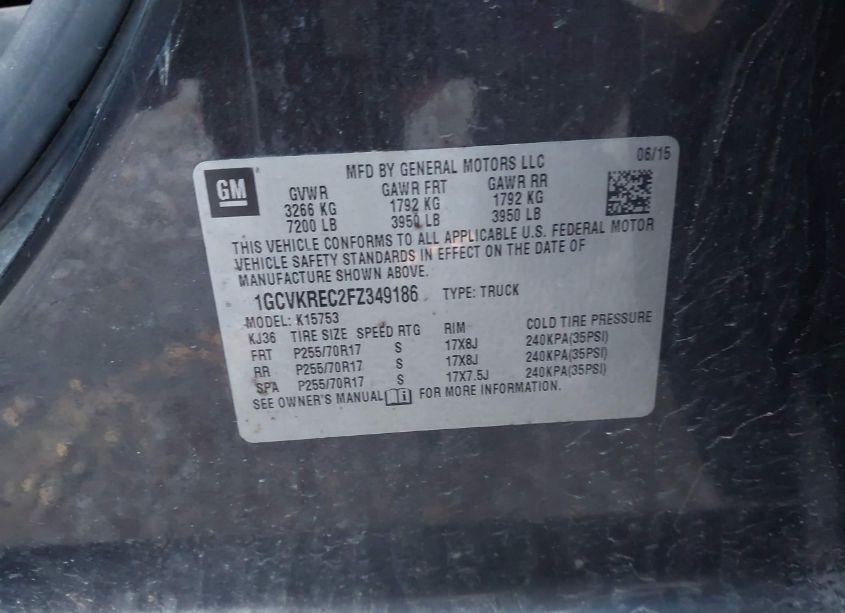 GM
MFD BY GENERAL MOTORS LLC 06/15
GVWR GAWR FRT GAWR RR
3266 KG 1792 KG 1792 KG
7200 LB 3950 LB 3950 LB
THIS VEHICLE CONFORMS TO ALL APPLICABLE U.S. FEDERAL MOTOR
VEHICLE SAFETY STANDARDS IN EFFECT ON THE DATE OF
MANUFACTURE SHOWN ABOVE.
1GCVKREC2FZ349186 TYPE: TRUCK
MODEL: K15753
KJ36 TIRE SIZE SPEED RTG RIM COLD TIRE PRESSURE
FRT P255/70R17 S 17X8J 240KPA(35PSI)
RR P255/70R17 S 17X8J 240KPA(35PSI)
SPA P255/70R17 S 17X7.5J 240KPA(35PSI)
SEE OWNER'S MANUAL i FOR MORE INFORMATION.